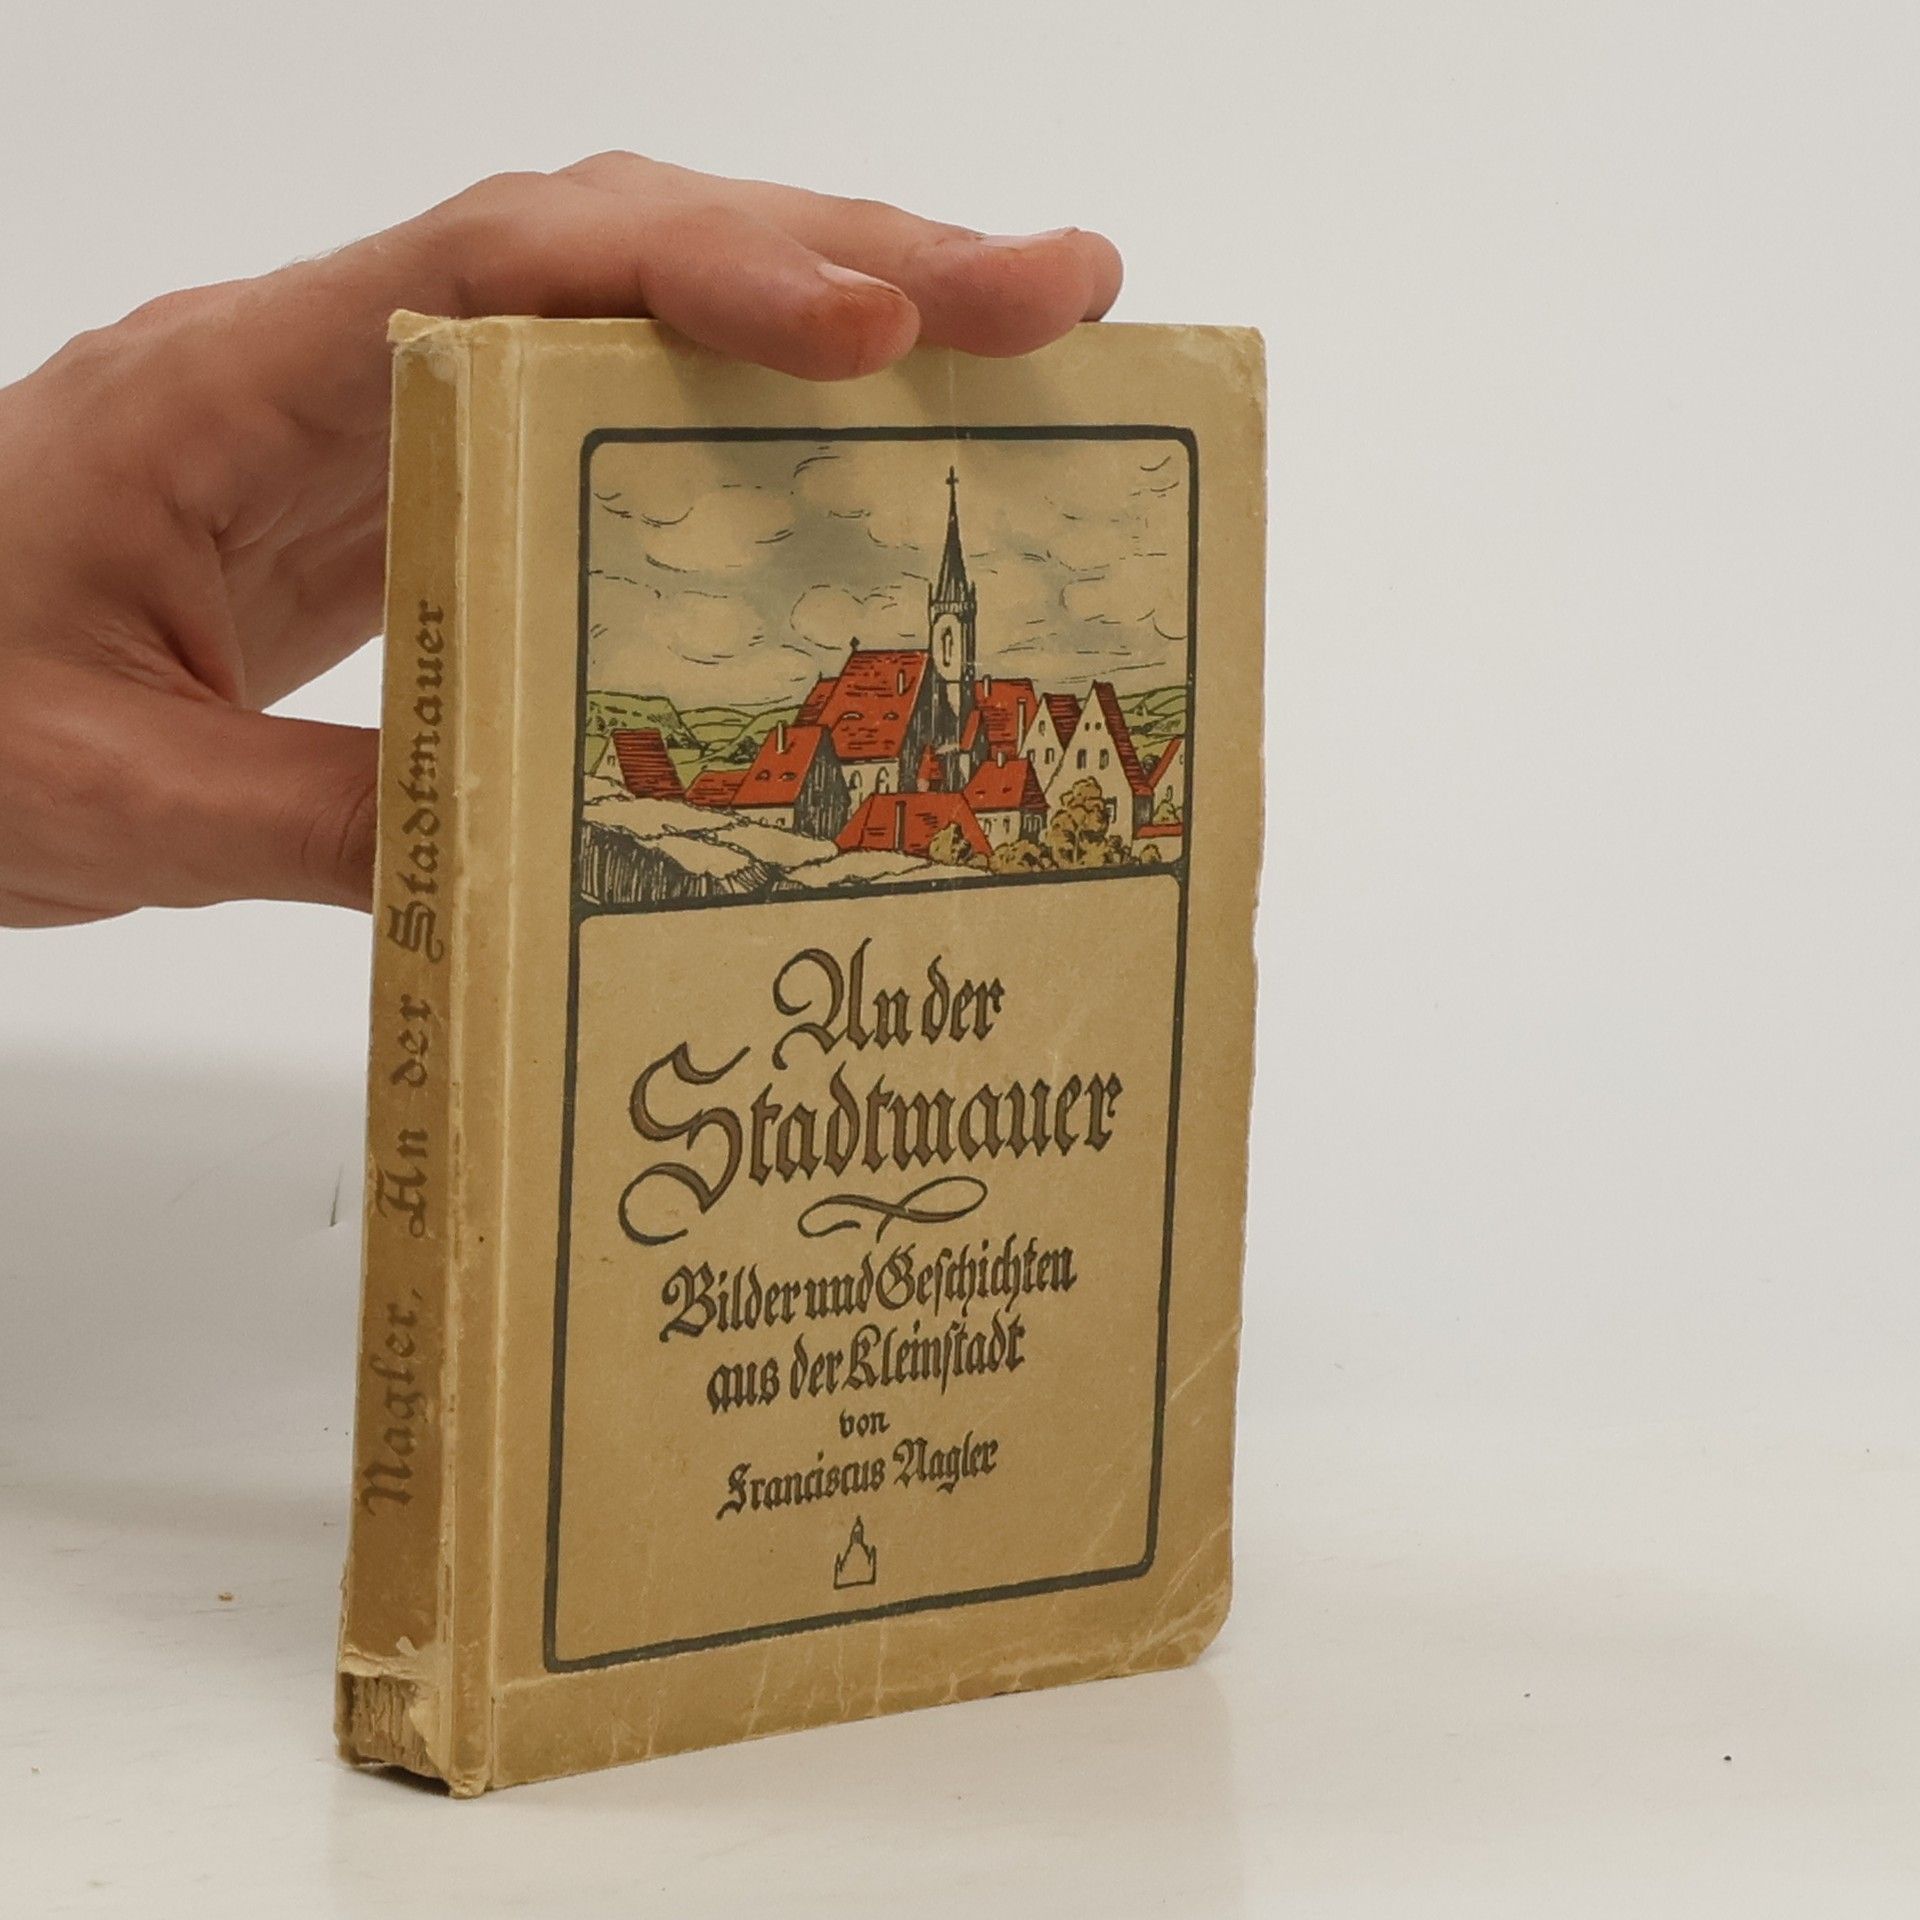 Nagler, An der Stadtmauer
An der
Stadtmauer
Bilder und Geschichten
aus der Kleinstadt
von
Franciscus Nagler